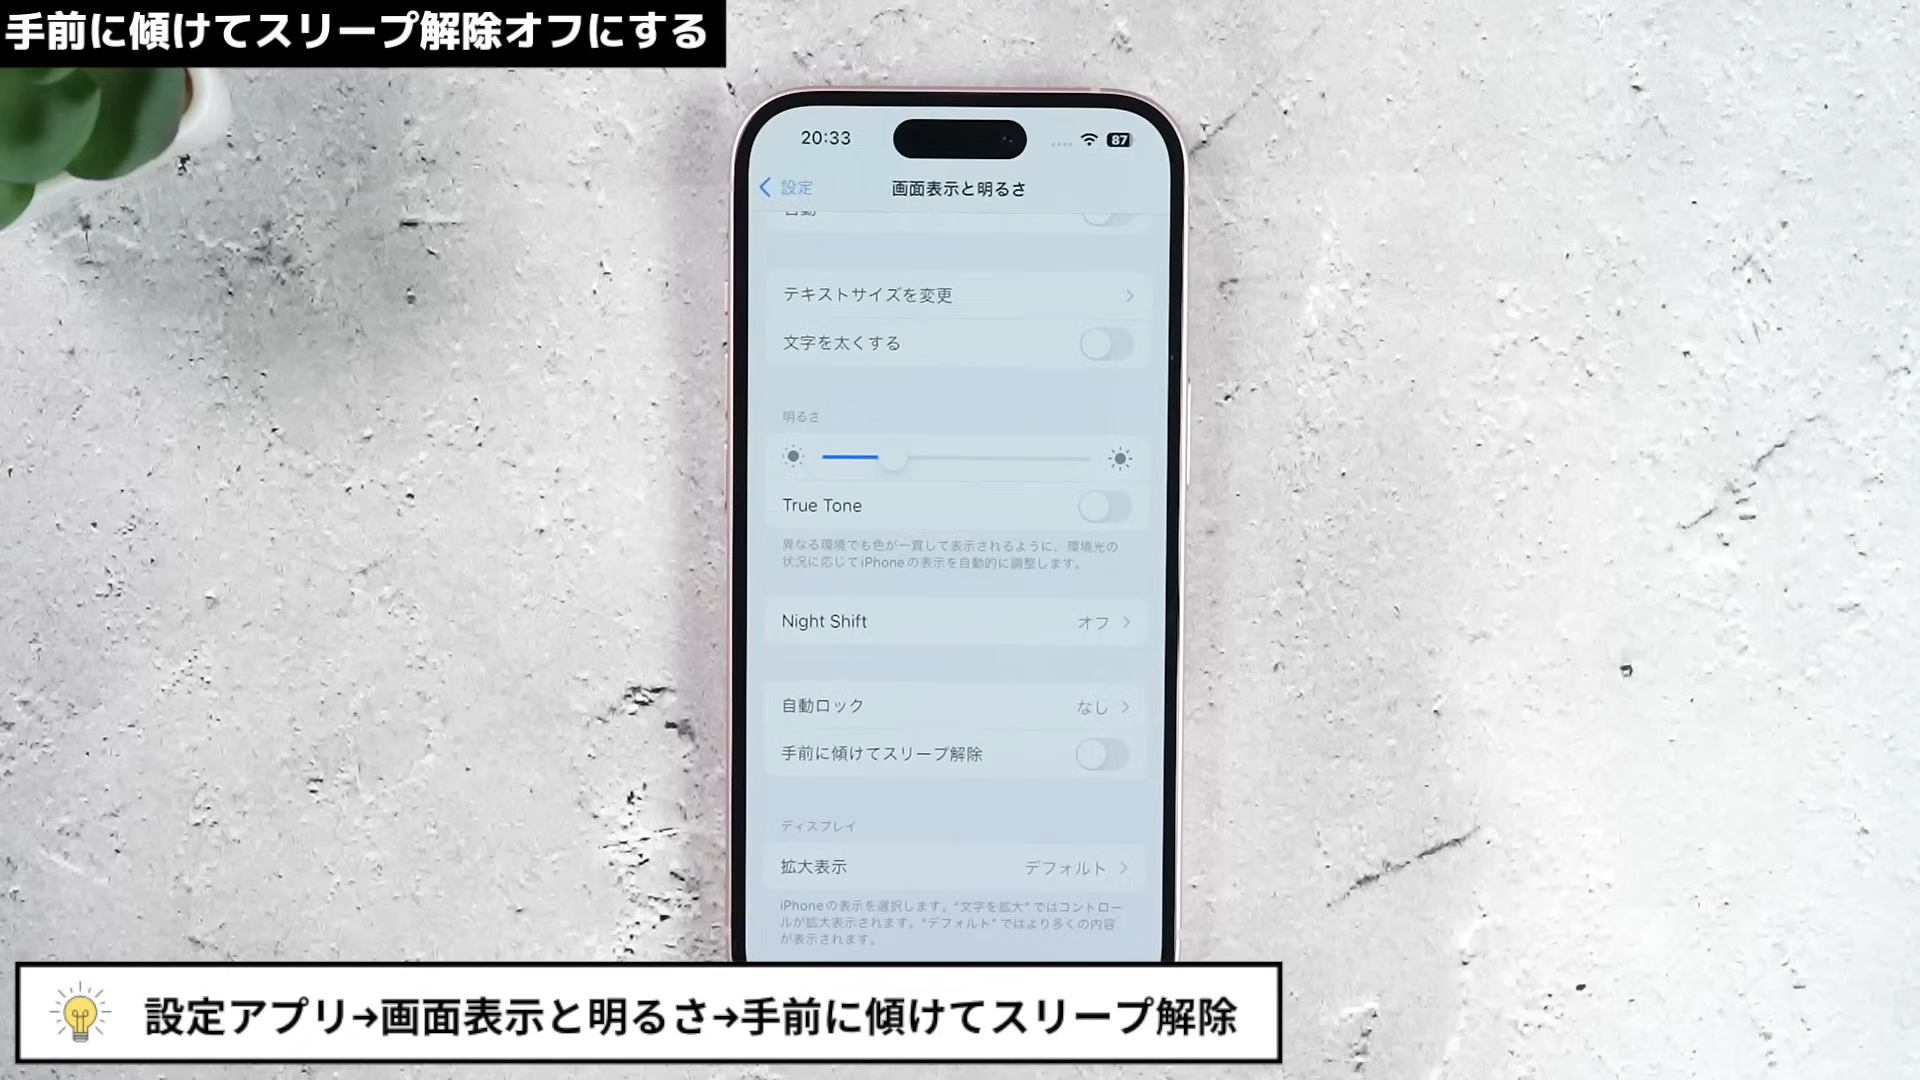 手前に傾けてスリープ解除オフにする
20:33
87
設定
画面表示と明るさ
自動
テキストサイズを変更
文字を太くする
明るさ
True Tone
異なる環境でも色が一貫して表示されるように、環境光の
状況に応じてiPhoneの表示を自動的に調整します。
Night Shift オフ
自動ロック なし
手前に傾けてスリープ解除
ディスプレイ
拡大表示 デフォルト
iPhoneの表示を選択します。“文字を拡大”ではコントロー
ルが拡大表示されます。“デフォルト”ではより多くの内容
が表示されます。
設定アプリ→画面表示と明るさ→手前に傾けてスリープ解除